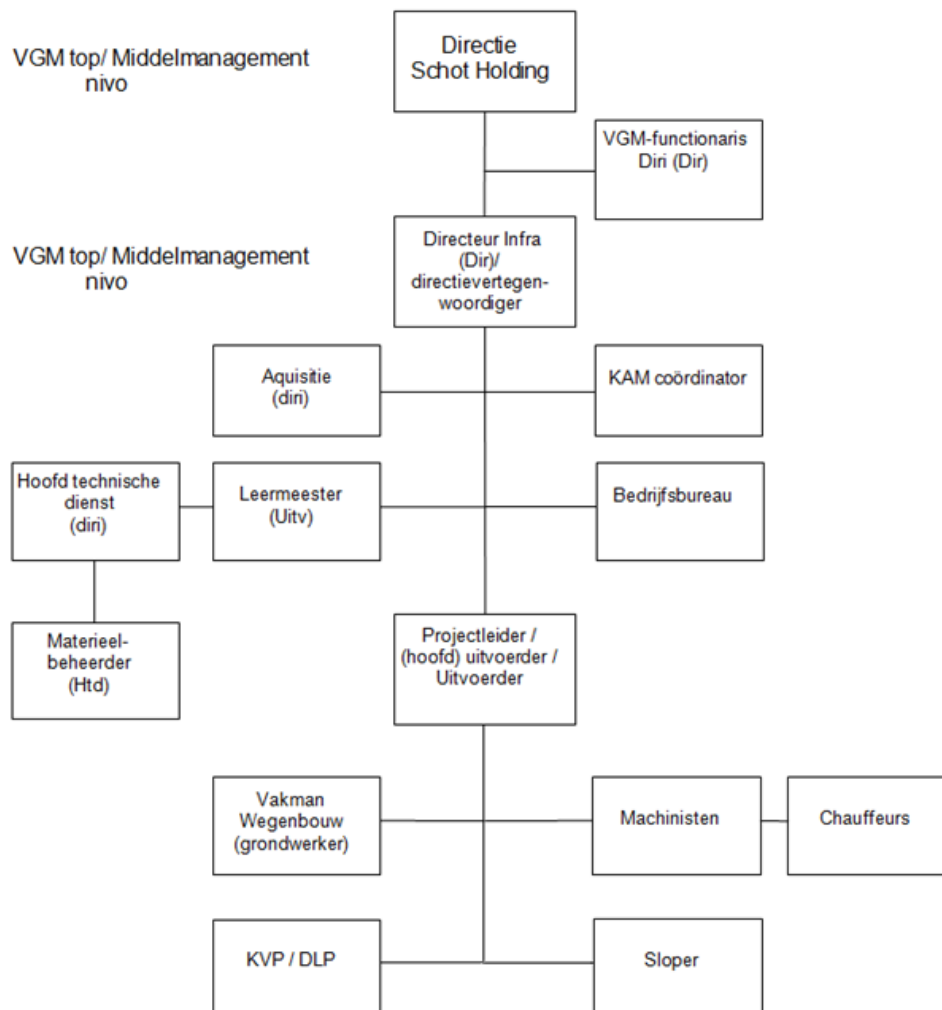 VGM top/ Middelmanagement
nivo
Directie
Schot Holding
VGM-functionaris
Diri (Dir)
VGM top/ Middelmanagement
nivo
Directeur Infra
(Dir)/
directievertegen-
woordiger
Aquisitie
(diri)
KAM coördinator
Hoofd technische
dienst
(diri)
Leermeester
(Uitv)
Bedrijfsbureau
Materieel-
beheerder
(Htd)
Projectleider /
(hoofd) uitvoerder /
Uitvoerder
Vakman
Wegenbouw
(grondwerker)
Machinisten
Chauffeurs
KVP / DLP
Sloper